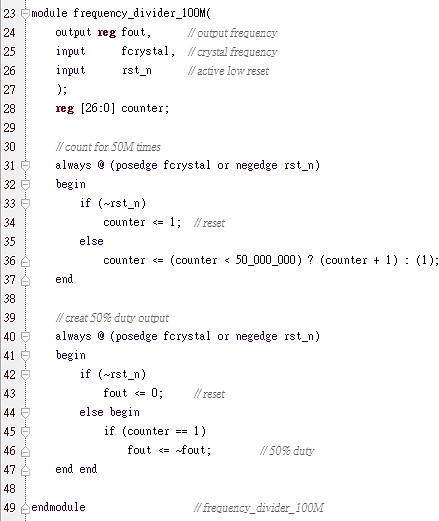 23 module frequency_divider_100M(
24 output reg fout, // output frequency
25 input fcrystal, // crystal frequency
26 input rst_n // active low reset
27 );
28 reg [26:0] counter;
29
30 // count for 50M times
31 always @ (posedge fcrystal or negedge rst_n)
32 begin
33 if (~rst_n)
34 counter <= 1; // reset
35 else
36 counter <= (counter < 50_000_000) ? (counter + 1) : (1);
37 end
38
39 // creat 50% duty output
40 always @ (posedge fcrystal or negedge rst_n)
41 begin
42 if (~rst_n)
43 fout <= 0; // reset
44 else begin
45 if (counter == 1)
46 fout <= ~fout; // 50% duty
47 end end
48
49 endmodule // frequency_divider_100M